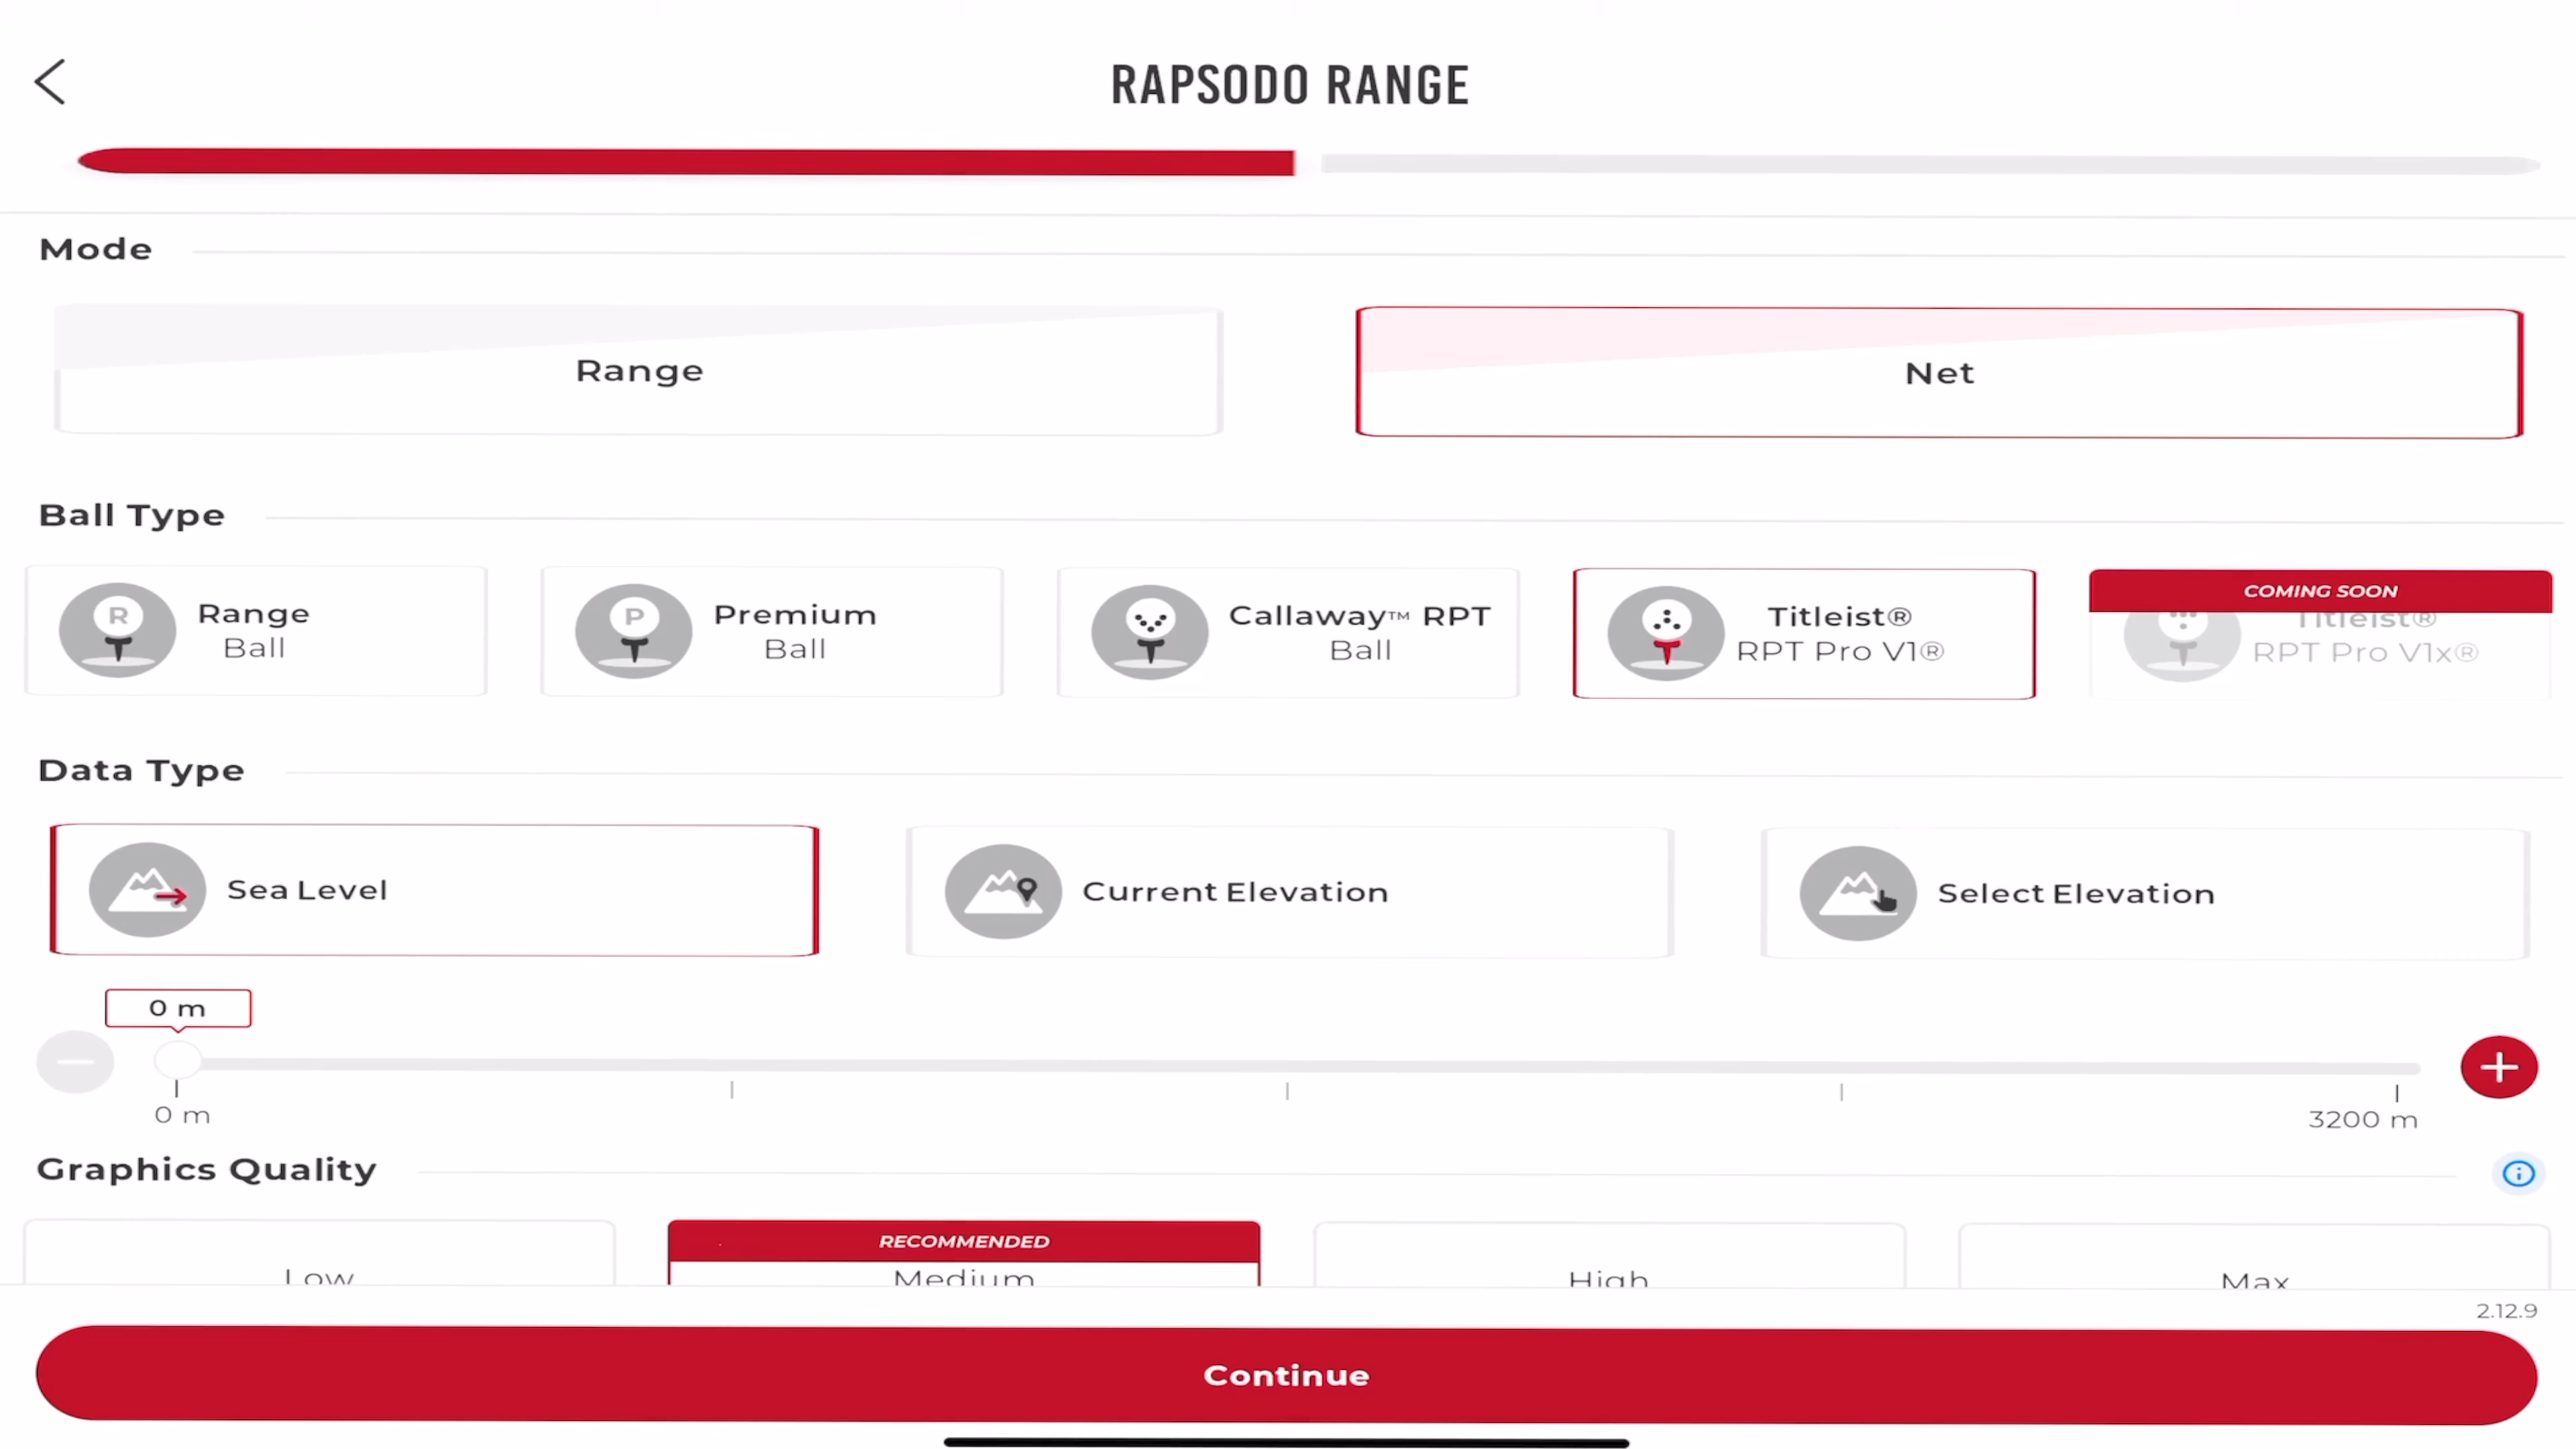 RAPSODO RANGE
Mode
Range
Net
Ball Type
R
Range
Ball
P
Premium
Ball
Callaway™ RPT
Ball
Titleist®
RPT Pro V1®
COMING SOON
Titleist®
RPT Pro V1x®
Data Type
Sea Level
Current Elevation
Select Elevation
0 m
0 m
3200 m
Graphics Quality
Low
RECOMMENDED
Medium
High
Max
2.12.9
Continue